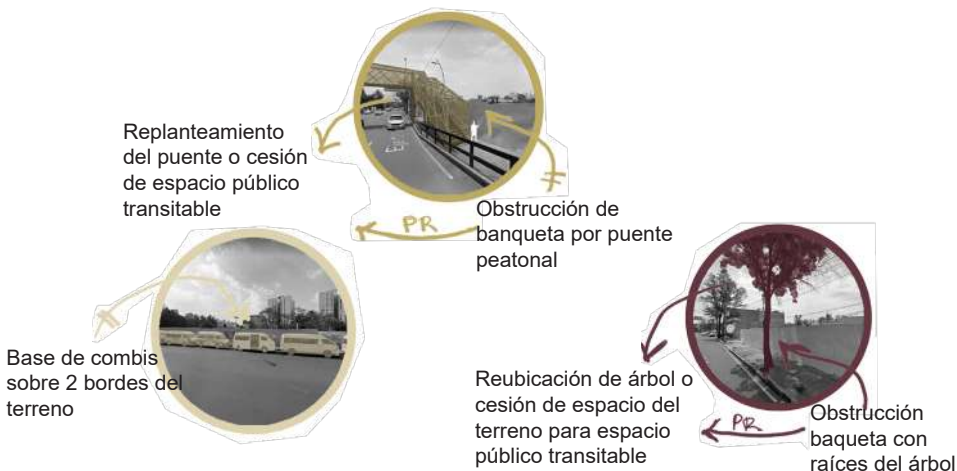 Replanteamiento
del puente o cesión
de espacio público
transitable
PR
Obstrucción de
banqueta por puente
peatonal
Base de combis
sobre 2 bordes del
terreno
Reubicación de árbol o
cesión de espacio del
terreno para espacio
público transitable
PR
Obstrucción
baqueta con
raíces del árbol